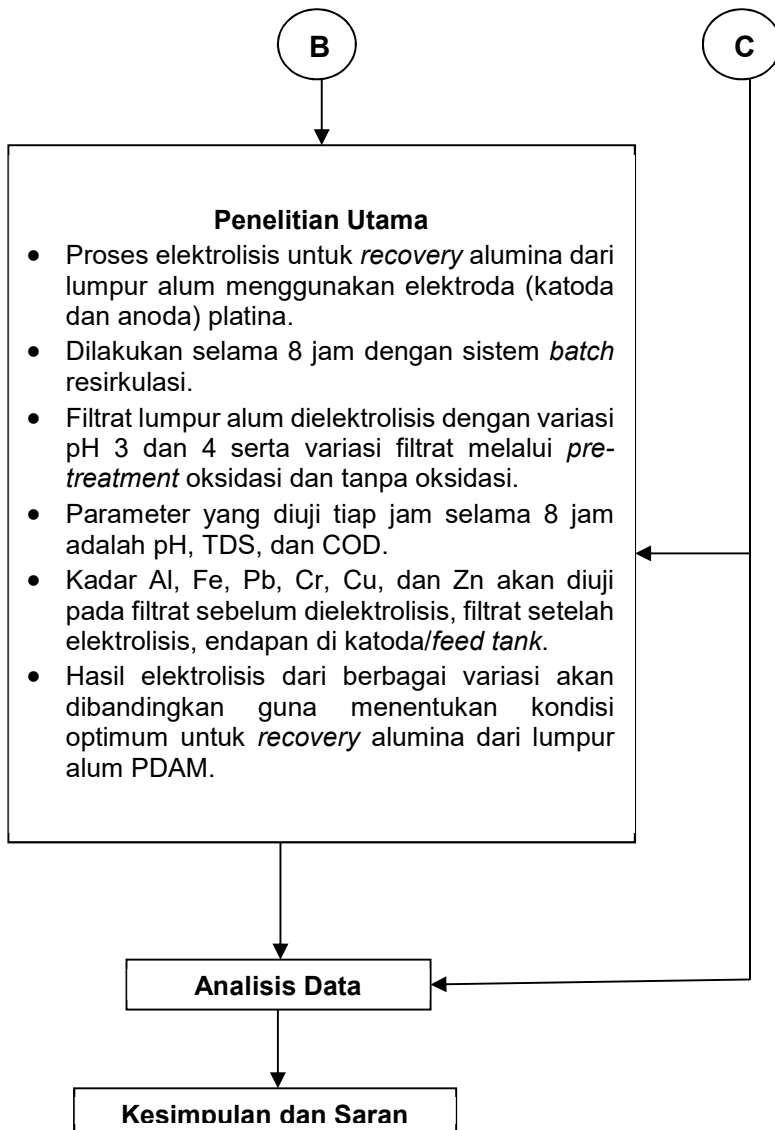 B
C
Penelitian Utama
• Proses elektrolisis untuk recovery alumina dari
lumpur alum menggunakan elektroda (katoda
dan anoda) platina.
• Dilakukan selama 8 jam dengan sistem batch
resirkulasi.
• Filtrat lumpur alum dielektrolisis dengan variasi
pH 3 dan 4 serta variasi filtrat melalui pre-
treatment oksidasi dan tanpa oksidasi.
• Parameter yang diuji tiap jam selama 8 jam
adalah pH, TDS, dan COD.
• Kadar Al, Fe, Pb, Cr, Cu, dan Zn akan diuji
pada filtrat sebelum dielektrolisis, filtrat setelah
elektrolisis, endapan di katoda/feed tank.
• Hasil elektrolisis dari berbagai variasi akan
dibandingkan guna menentukan kondisi
optimum untuk recovery alumina dari lumpur
alum PDAM.
Analisis Data
Kesimpulan dan Saran